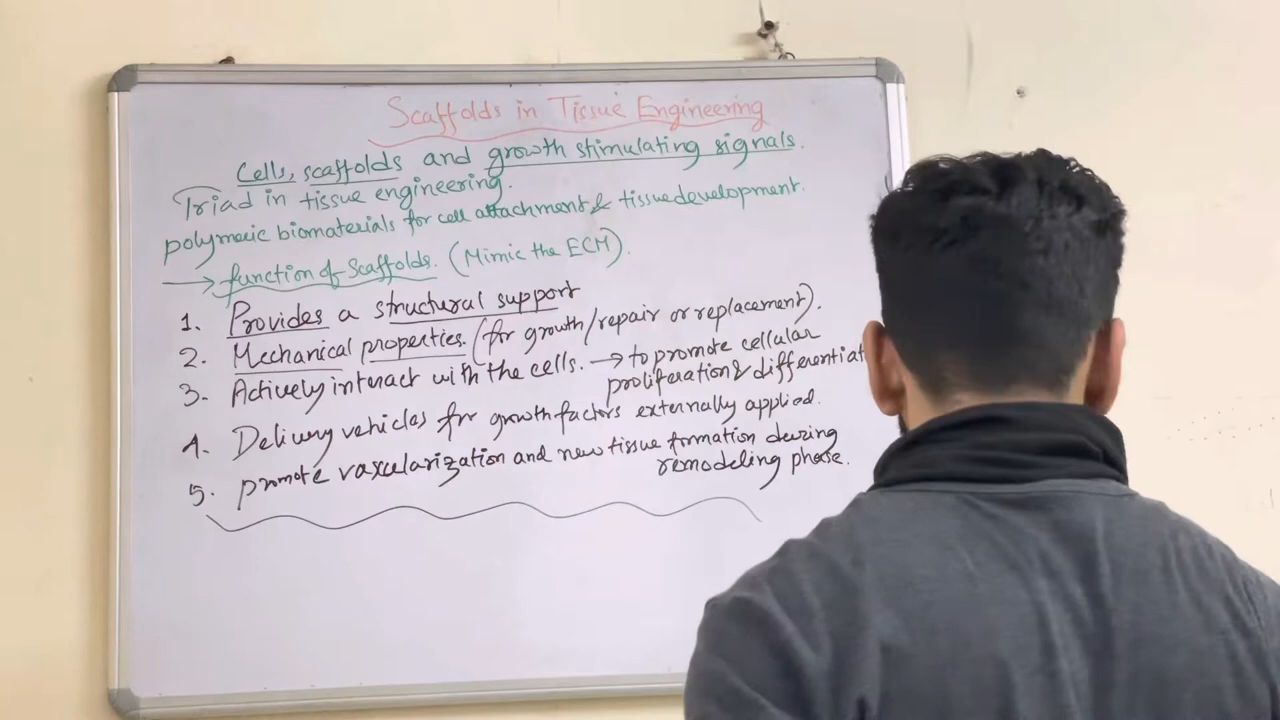 Scaffolds in Tissue Engineering
Cells, scaffolds and growth stimulating signals.
Triad in tissue engineering.
polymeric biomaterials for cell attachment & tissue development.
→ function of Scaffolds. (Mimic the ECM).
1. Provides a structural support
2. Mechanical properties. (for growth/repair or replacement).
3. Actively interact with the cells. → to promote cellular
proliferation & differentiat
4. Delivery vehicles for growth factors externally applied.
5. promote vascularization and new tissue formation during
remodeling phase.